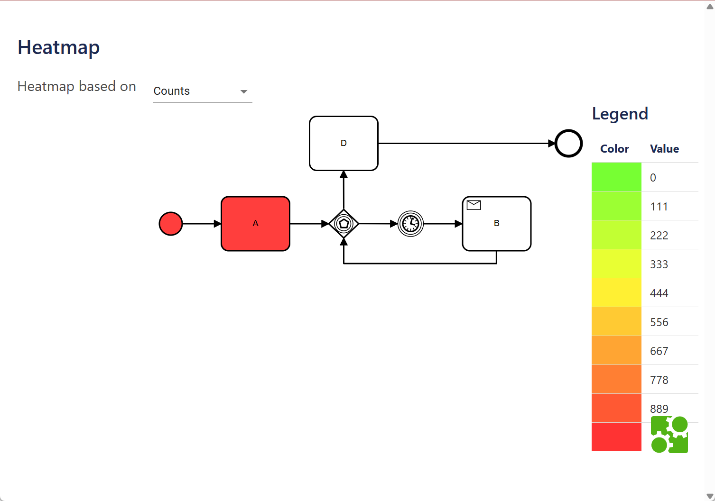 Heatmap
Heatmap based on Counts
Legend
Color Value
D
A
B
0
111
222
333
444
556
667
778
889